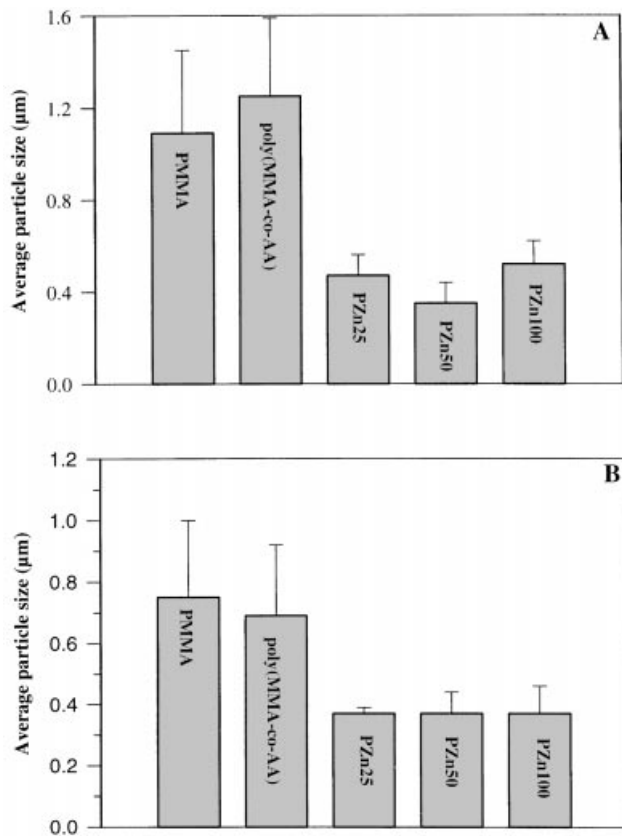 A
Average particle size (μm)
1.6
1.2
0.8
0.4
0.0
PMMA
poly(MMA-co-AA)
PZn25
PZn50
PZn100
B
Average particle size (μm)
1.2
1.0
0.8
0.6
0.4
0.2
0.0
PMMA
poly(MMA-co-AA)
PZn25
PZn50
PZn100